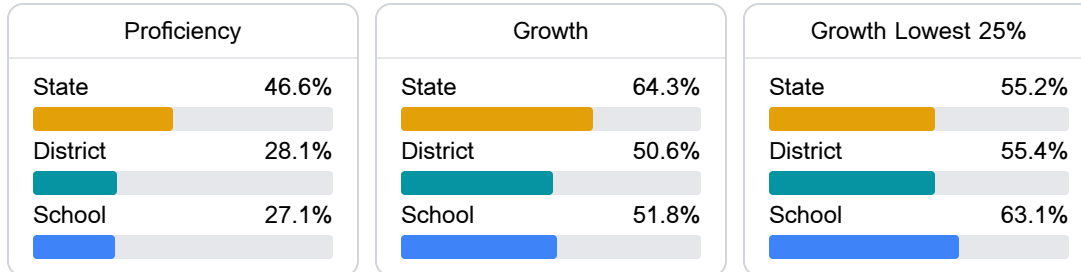 Proficiency
State 46.6%
District 28.1%
School 27.1%
Growth
State 64.3%
District 50.6%
School 51.8%
Growth Lowest 25%
State 55.2%
District 55.4%
School 63.1%